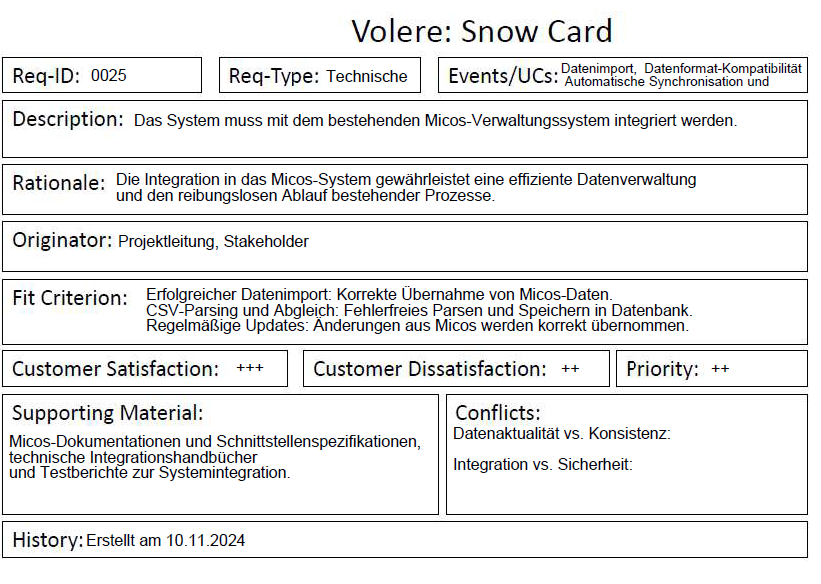 Volere: Snow Card
Req-ID: 0025
Req-Type: Technische
Events/UCs: Datenimport, Datenformat-Kompatibilität
Automatische Synchronisation und
Description: Das System muss mit dem bestehenden Micos-Verwaltungssystem integriert werden.
Rationale: Die Integration in das Micos-System gewährleistet eine effiziente Datenverwaltung
und den reibungslosen Ablauf bestehender Prozesse.
Originator: Projektleitung, Stakeholder
Fit Criterion: Erfolgreicher Datenimport: Korrekte Übernahme von Micos-Daten.
CSV-Parsing und Abgleich: Fehlerfreies Parsen und Speichern in Datenbank.
Regelmäßige Updates: Änderungen aus Micos werden korrekt übernommen.
Customer Satisfaction: +++
Customer Dissatisfaction: ++
Priority: ++
Supporting Material:
Micos-Dokumentationen und Schnittstellenspezifikationen,
technische Integrationshandbücher
und Testberichte zur Systemintegration.
Conflicts:
Datenaktualität vs. Konsistenz:
Integration vs. Sicherheit:
History: Erstellt am 10.11.2024